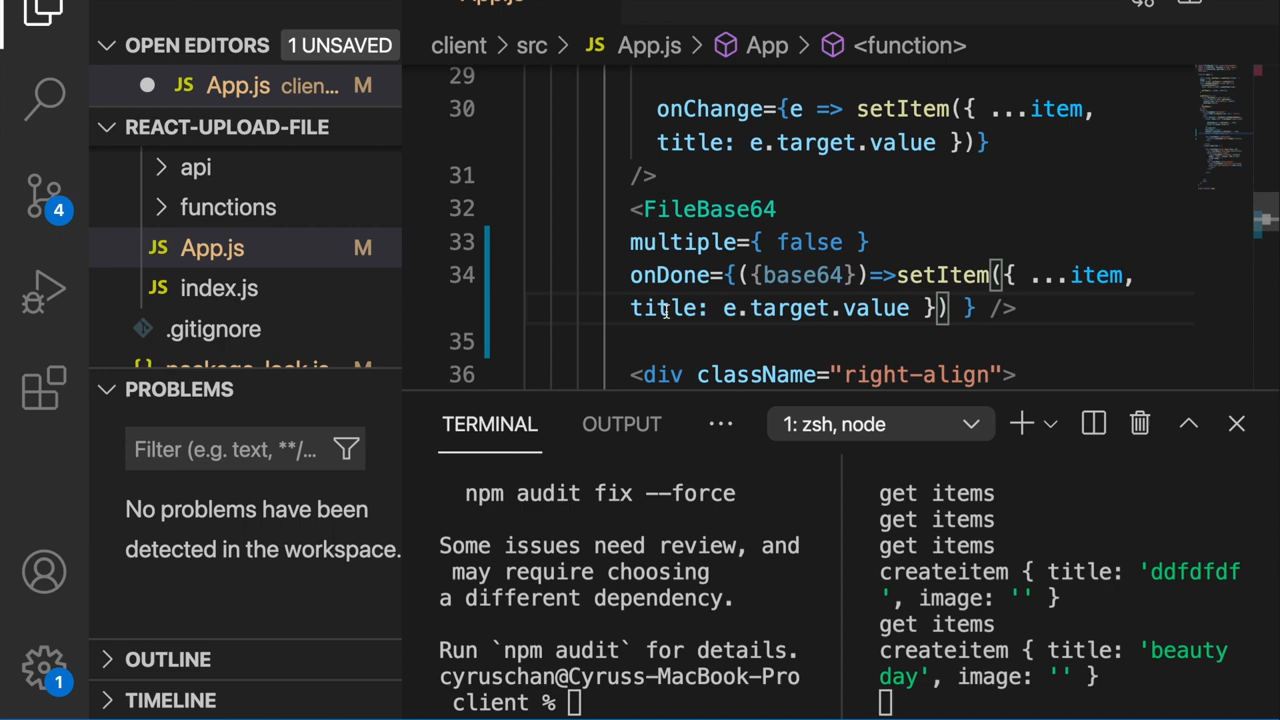 App.js
OPEN EDITORS 1 UNSAVED
JS App.js clien... M
REACT-UPLOAD-FILE
api
functions
JS App.js M
JS index.js
.gitignore
PROBLEMS
Filter (e.g. text, **/...
No problems have been
detected in the workspace.
OUTLINE
TIMELINE
4
1
client > src > JS App.js > App > <function>
29
30 onChange={e => setItem({ ...item,
title: e.target.value })}
31 />
32 <FileBase64
33 multiple={ false }
34 onDone={({base64})=>setItem({ ...item,
title: e.target.value }) } />
35
36 <div className="right-align">
TERMINAL OUTPUT ... 1: zsh, node
npm audit fix --force
Some issues need review, and
may require choosing
a different dependency.
Run `npm audit` for details.
cyruschan@Cyruss-MacBook-Pro
client %
get items
get items
get items
createitem { title: 'ddfdfdf
', image: '' }
get items
createitem { title: 'beauty
day', image: '' }